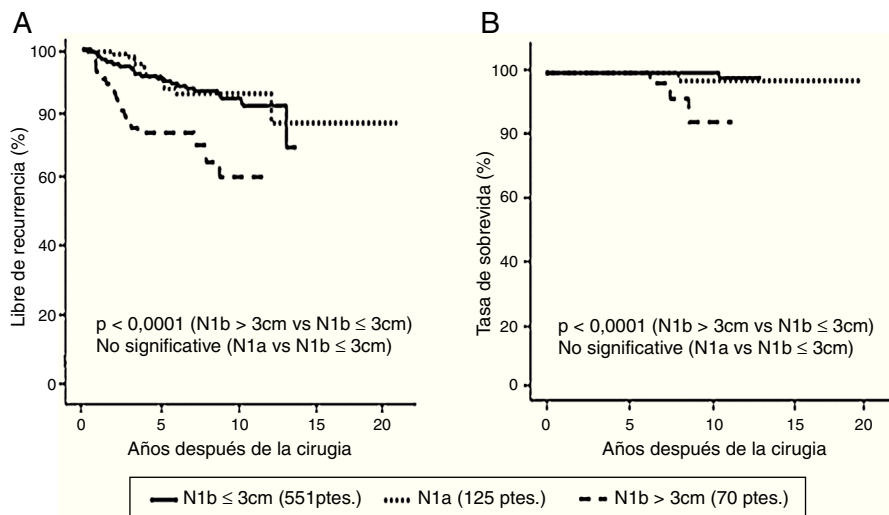 A
100
90
60
40
20
0
Libre de recurrencia (%)
p < 0,0001 (N1b > 3cm vs N1b ≤ 3cm)
No significative (N1a vs N1b ≤ 3cm)
0 5 10 15 20
Años después de la cirugia
B
100
90
60
40
20
0
Tasa de sobrevida (%)
p < 0,0001 (N1b > 3cm vs N1b ≤ 3cm)
No significative (N1a vs N1b ≤ 3cm)
0 5 10 15 20
Años después de la cirugia
N1b ≤ 3cm (551ptes.) N1a (125 ptes.) N1b > 3cm (70 ptes.)